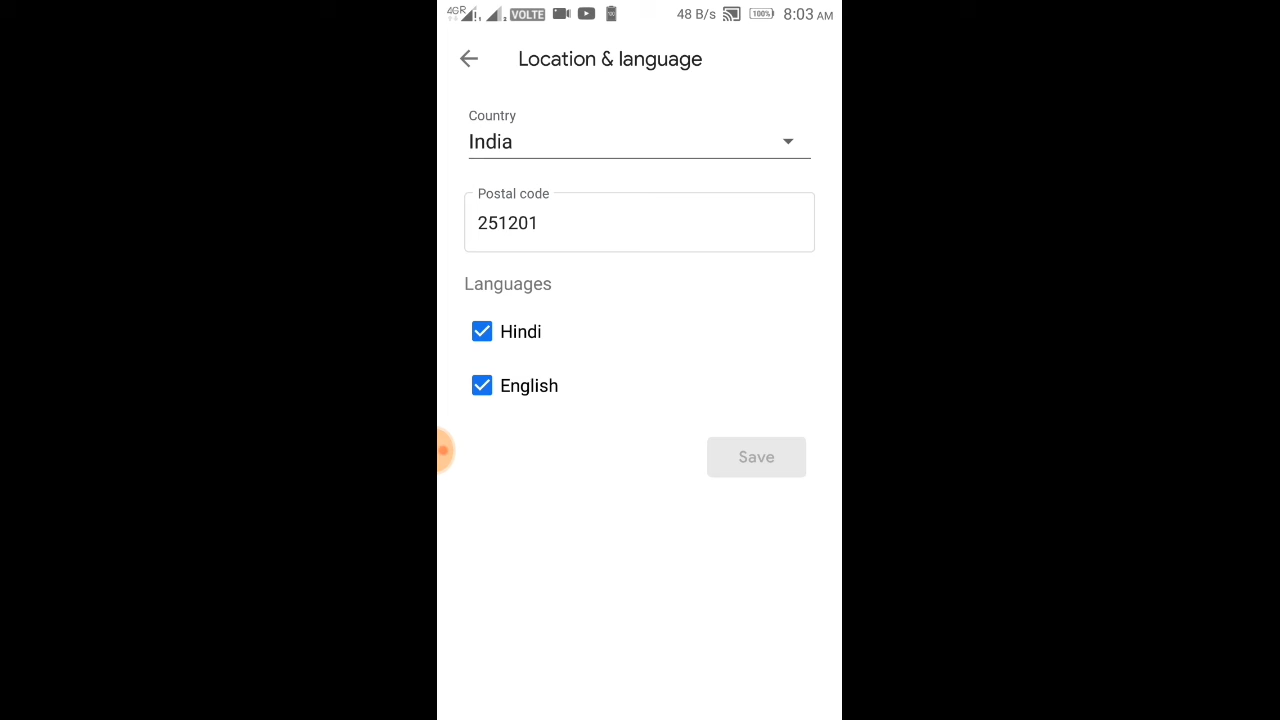 4GR VOLTE 48 B/s 100% 8:03 AM
Location & language
Country
India
Postal code
251201
Languages
Hindi
English
Save